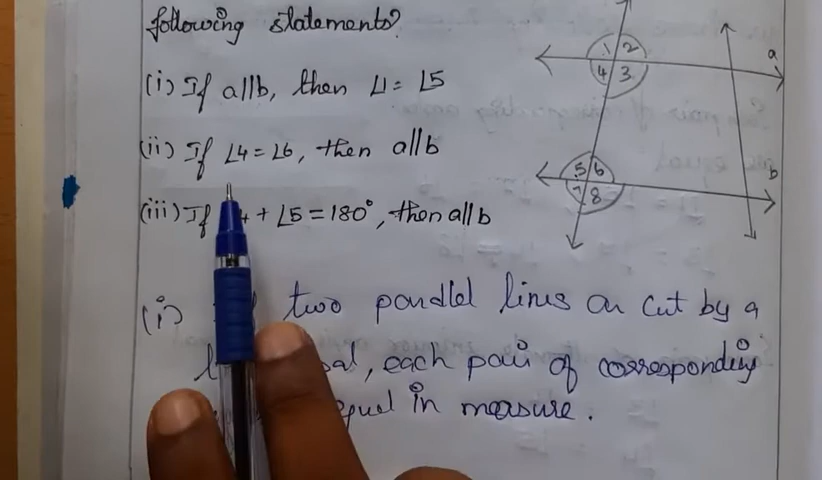 following statements?
(i) If a||b, then ∠1 = ∠5
(ii) If ∠4 = ∠6, then a||b
(iii) If 4 + ∠5 = 180°, then a||b
1 2
4 3
a
5 6
7 8
b
(i) two parallel lines are cut by a
each pair of corresponding
equal in measure.